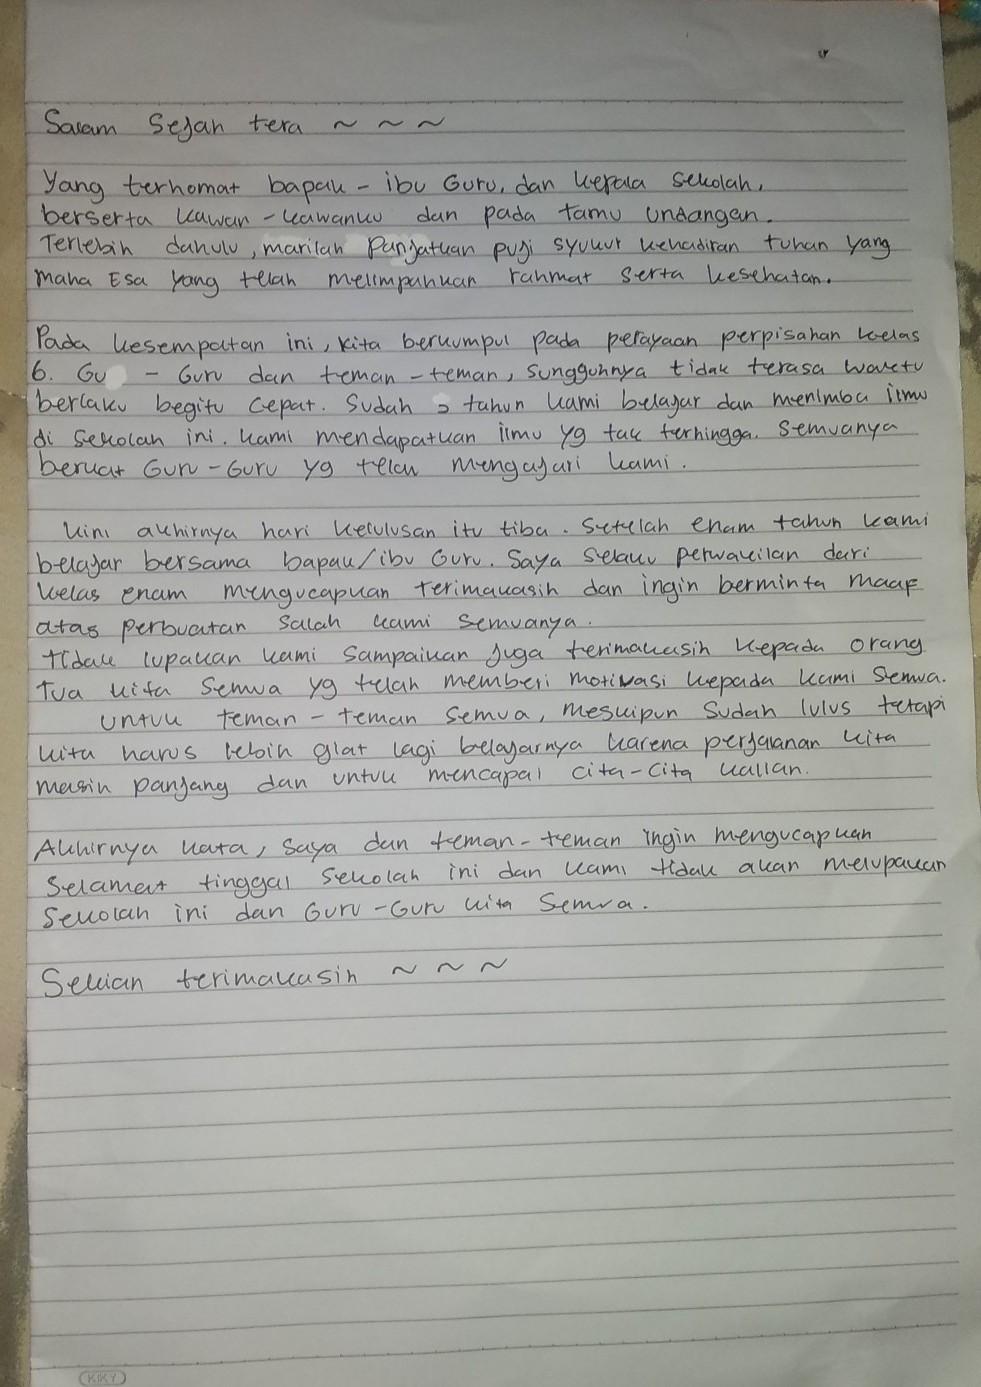 Salam Sejah tera ~ ~ ~
Yang terhomat bapak - ibu Guru, dan kepala sekolah,
berserta kawan - kawanku dan pada tamu undangan.
Terlebih dahulu, marilah Panjatkan puji syukur kehadiran tuhan yang
maha Esa yang telah melimpahkan rahmat serta kesehatan.
Pada kesempatan ini, kita berkumpul pada perayaan perpisahan kelas
6. Gu - Guru dan teman - teman, sungguhnya tidak terasa waktu
berlaku begitu cepat. Sudah tahun kami belajar dan menimba ilmu
di sekolah ini. kami mendapatkan ilmu yg tak terhingga. semuanya
berkat Guru - Guru yg telah mengajari kami.
kini akhirnya hari kelulusan itu tiba. Setelah enam tahun kami
belajar bersama bapak/ibu Guru. Saya selaku perwakilan dari
kelas enam mengucapkan terimakasih dan ingin berminta maaf
atas perbuatan salah kami semuanya.
tidak lupakan kami sampaikan juga terimakasih kepada orang
tua kita semua yg telah memberi motivasi kepada kami semua.
untuk teman - teman semua, meskipun sudah lulus tetapi
kita harus lebih giat lagi belajarnya karena perjalanan kita
masih panjang dan untuk mencapai cita-cita kalian.
Akhirnya kata, saya dan teman - teman ingin mengucapkan
selamat tinggal sekolah ini dan kami tidak akan melupakan
sekolah ini dan Guru - Guru kita semua.
Sekian terimakasih ~ ~ ~
KIKY